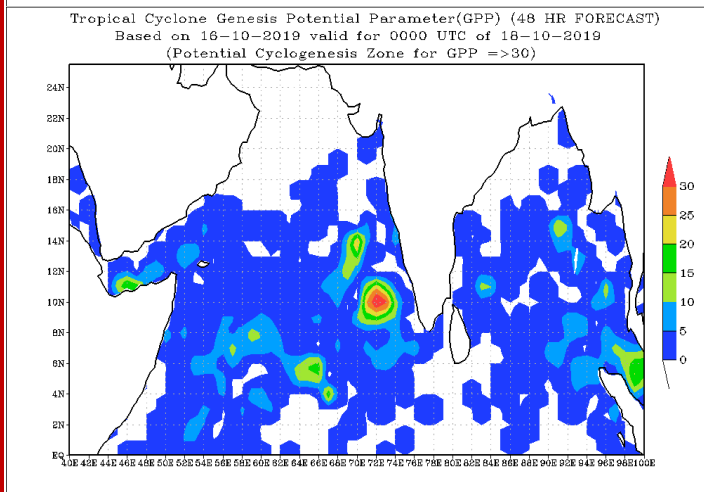 Tropical Cyclone Genesis Potential Parameter(GPP) (48 HR FORECAST)
Based on 16-10-2019 valid for 0000 UTC of 18-10-2019
(Potential Cyclogenesis Zone for GPP =>30)
24N
22N
20N
18N
16N
14N
12N
10N
8N
6N
4N
2N
EQ
40E 42E 44E 46E 48E 50E 52E 54E 56E 58E 60E 62E 64E 66E 68E 70E 72E 74E 76E 78E 80E 82E 84E 86E 88E 90E 92E 94E 96E 98E 100E
30
25
20
15
10
5
0